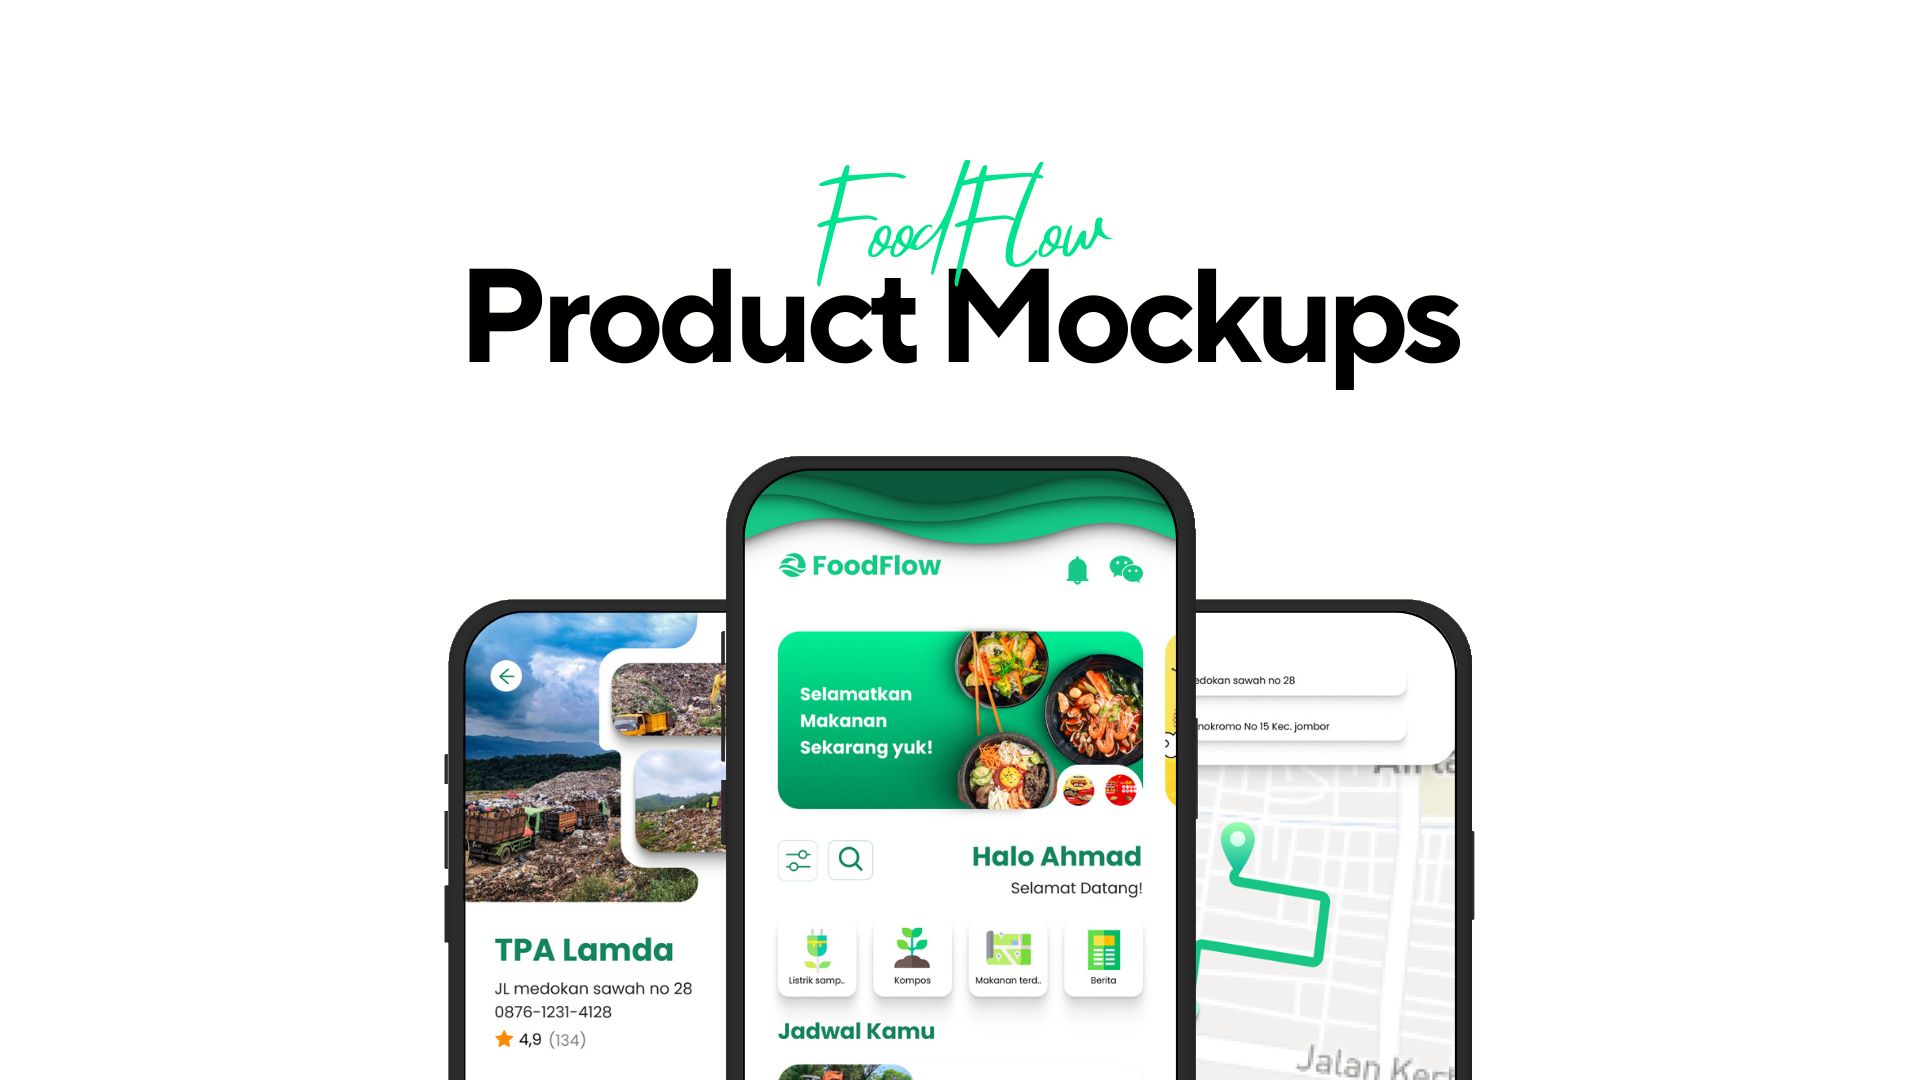 FoodFlow
Product Mockups
FoodFlow
Selamatkan
Makanan
Sekarang yuk!
Halo Ahmad
Selamat Datang!
Listrik samp..
Kompos
Makanan terd..
Berita
Jadwal Kamu
TPA Lamda
JL medokan sawah no 28
0876-1231-4128
4,9 (134)
edokan sawah no 28
nokromo No 15 Kec. jombor
Jalan Kert